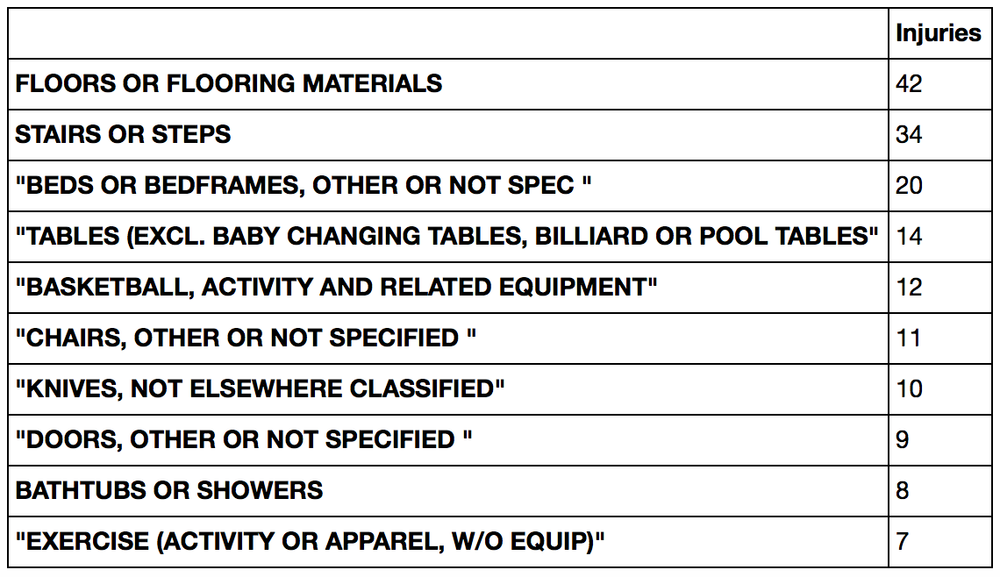 Injuries
FLOORS OR FLOORING MATERIALS 42
STAIRS OR STEPS 34
"BEDS OR BEDFRAMES, OTHER OR NOT SPEC " 20
"TABLES (EXCL. BABY CHANGING TABLES, BILLIARD OR POOL TABLES" 14
"BASKETBALL, ACTIVITY AND RELATED EQUIPMENT" 12
"CHAIRS, OTHER OR NOT SPECIFIED " 11
"KNIVES, NOT ELSEWHERE CLASSIFIED" 10
"DOORS, OTHER OR NOT SPECIFIED " 9
BATHTUBS OR SHOWERS 8
"EXERCISE (ACTIVITY OR APPAREL, W/O EQUIP)" 7